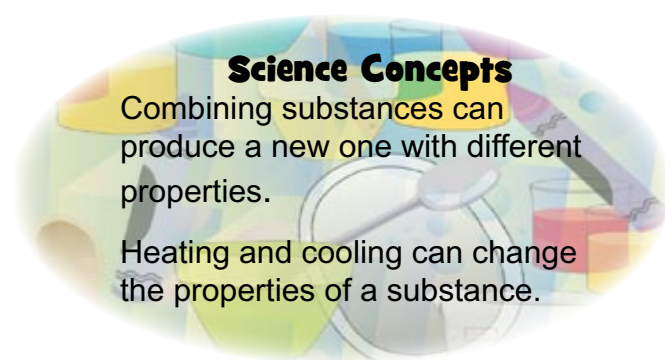 Science Concepts
Combining substances can
produce a new one with different
properties.
Heating and cooling can change
the properties of a substance.